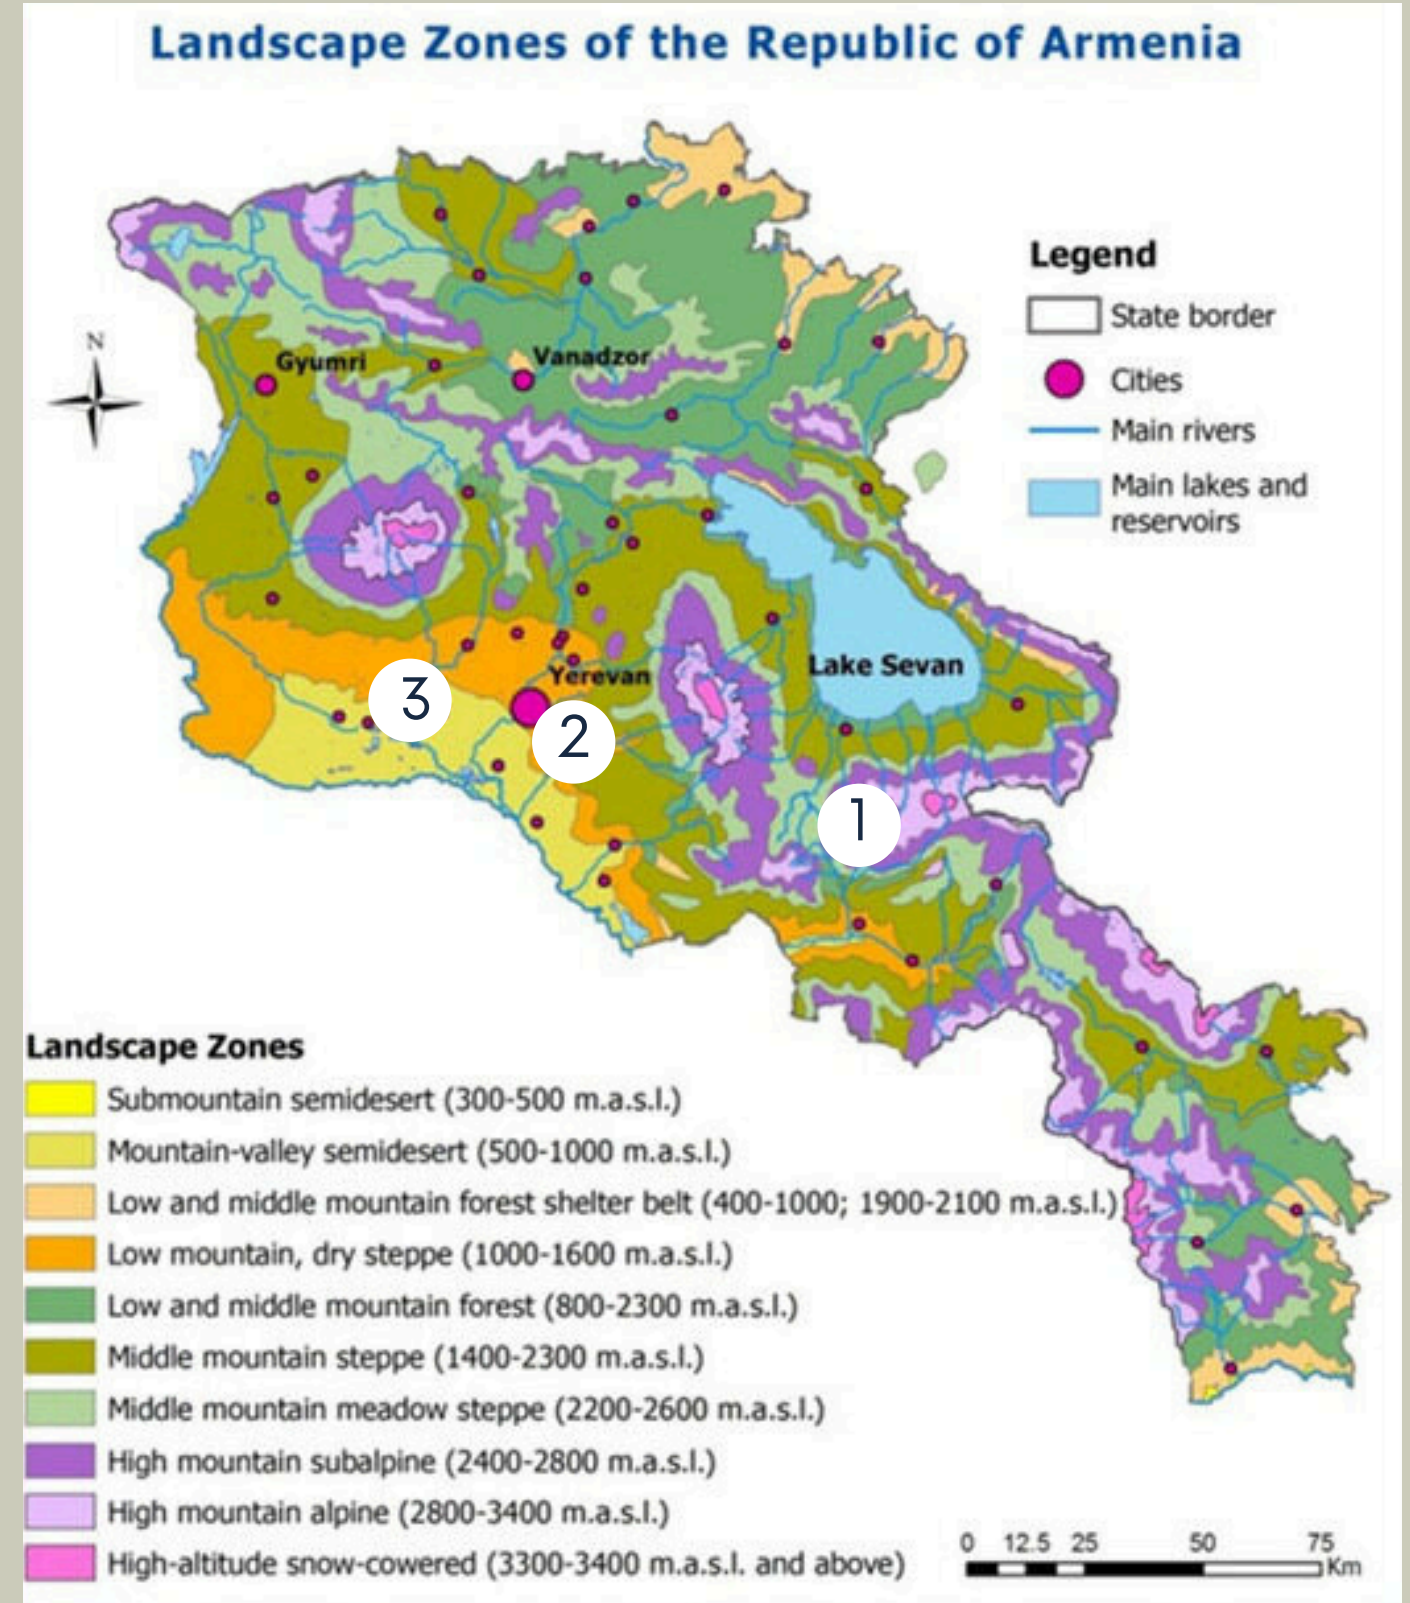 Landscape Zones of the Republic of Armenia
Legend
State border
N
Gyumri
Vanadzor
Cities
Main rivers
Main lakes and
reservoirs
Lake Sevan
Yerevan
3
2
1
Landscape Zones
Submountain semidesert (300-500 m.a.s.l.)
Mountain-valley semidesert (500-1000 m.a.s.l.)
Low and middle mountain forest shelter belt (400-1000; 1900-2100 m.a.s.l.)
Low mountain, dry steppe (1000-1600 m.a.s.l.)
Low and middle mountain forest (800-2300 m.a.s.l.)
Middle mountain steppe (1400-2300 m.a.s.l.)
Middle mountain meadow steppe (2200-2600 m.a.s.l.)
High mountain subalpine (2400-2800 m.a.s.l.)
High mountain alpine (2800-3400 m.a.s.l.)
High-altitude snow-cowered (3300-3400 m.a.s.l. and above)
0 12.5 25 50 75
Km